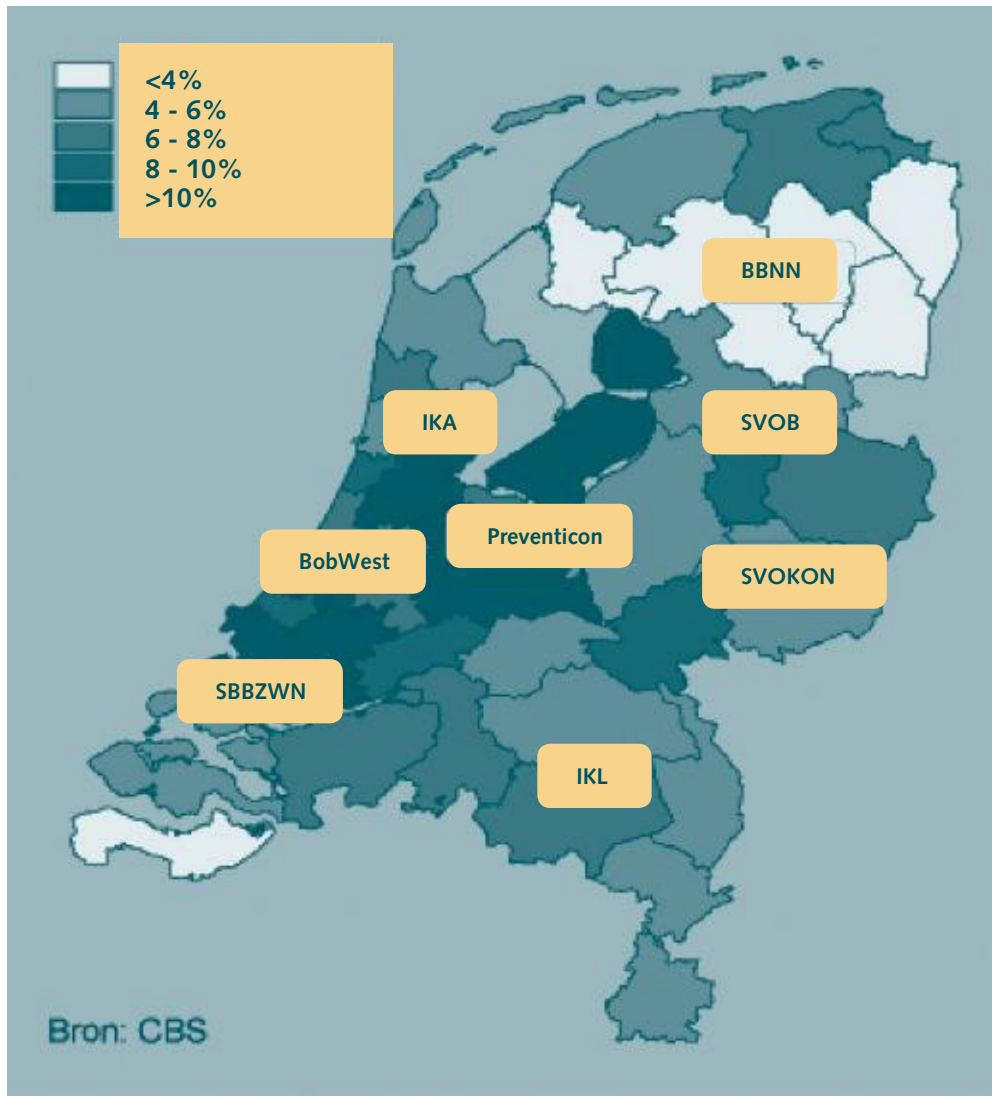 <4%
4 - 6%
6 - 8%
8 - 10%
>10%
BBNN
IKA
SVOB
Preventicon
BobWest
SVOKON
SBBZWN
IKL
Bron: CBS